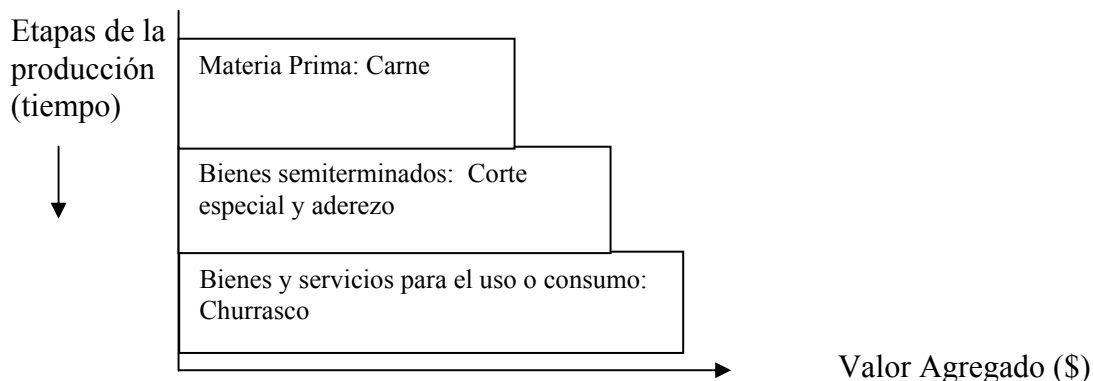 Etapas de la
producción
(tiempo)
Materia Prima: Carne
Bienes semiterminados:  Corte
especial y aderezo
Bienes y servicios para el uso o consumo:
Churrasco
Valor Agregado ($)